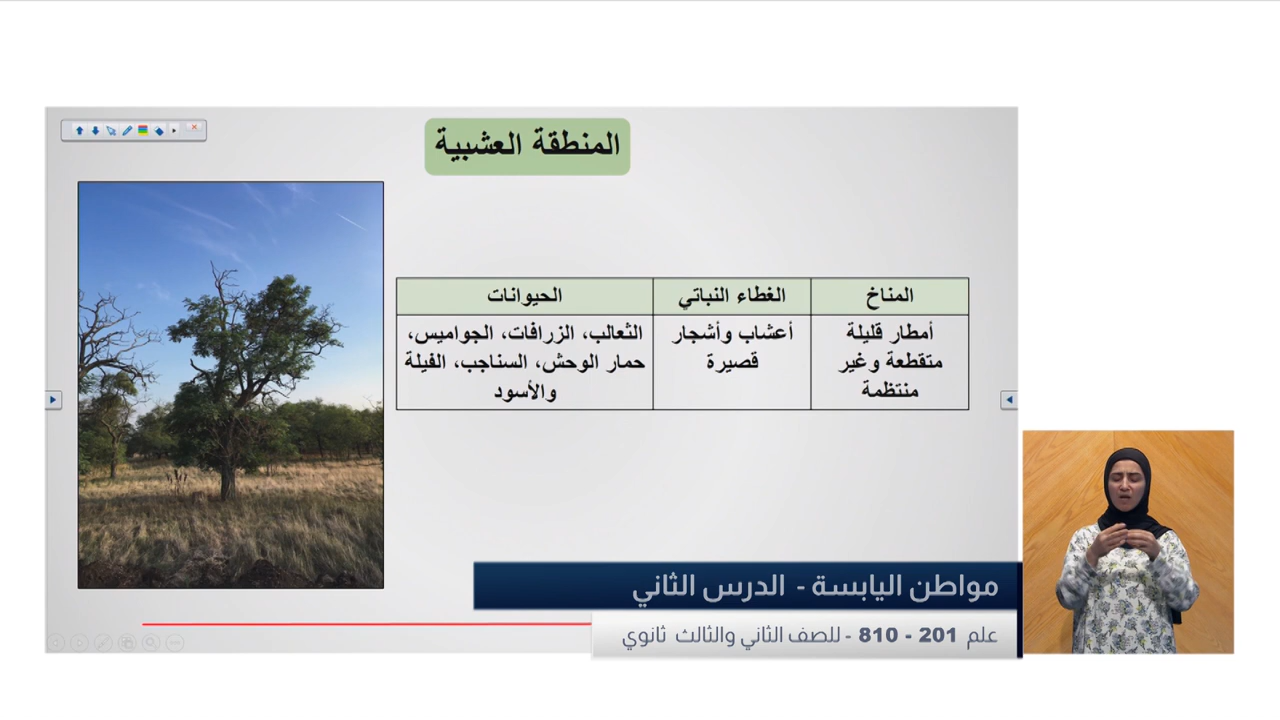 المنطقة العشبية
المناخ
الغطاء النباتي
الحيوانات
أمطار قليلة
متقطعة وغير
منتظمة
أعشاب وأشجار
قصيرة
الثعالب، الزرافات، الجواميس،
حمار الوحش، السناجب، الفيلة
والأسود
مواطن اليابسة - الدرس الثاني
علم 201 - 810 - للصف الثاني والثالث ثانوي